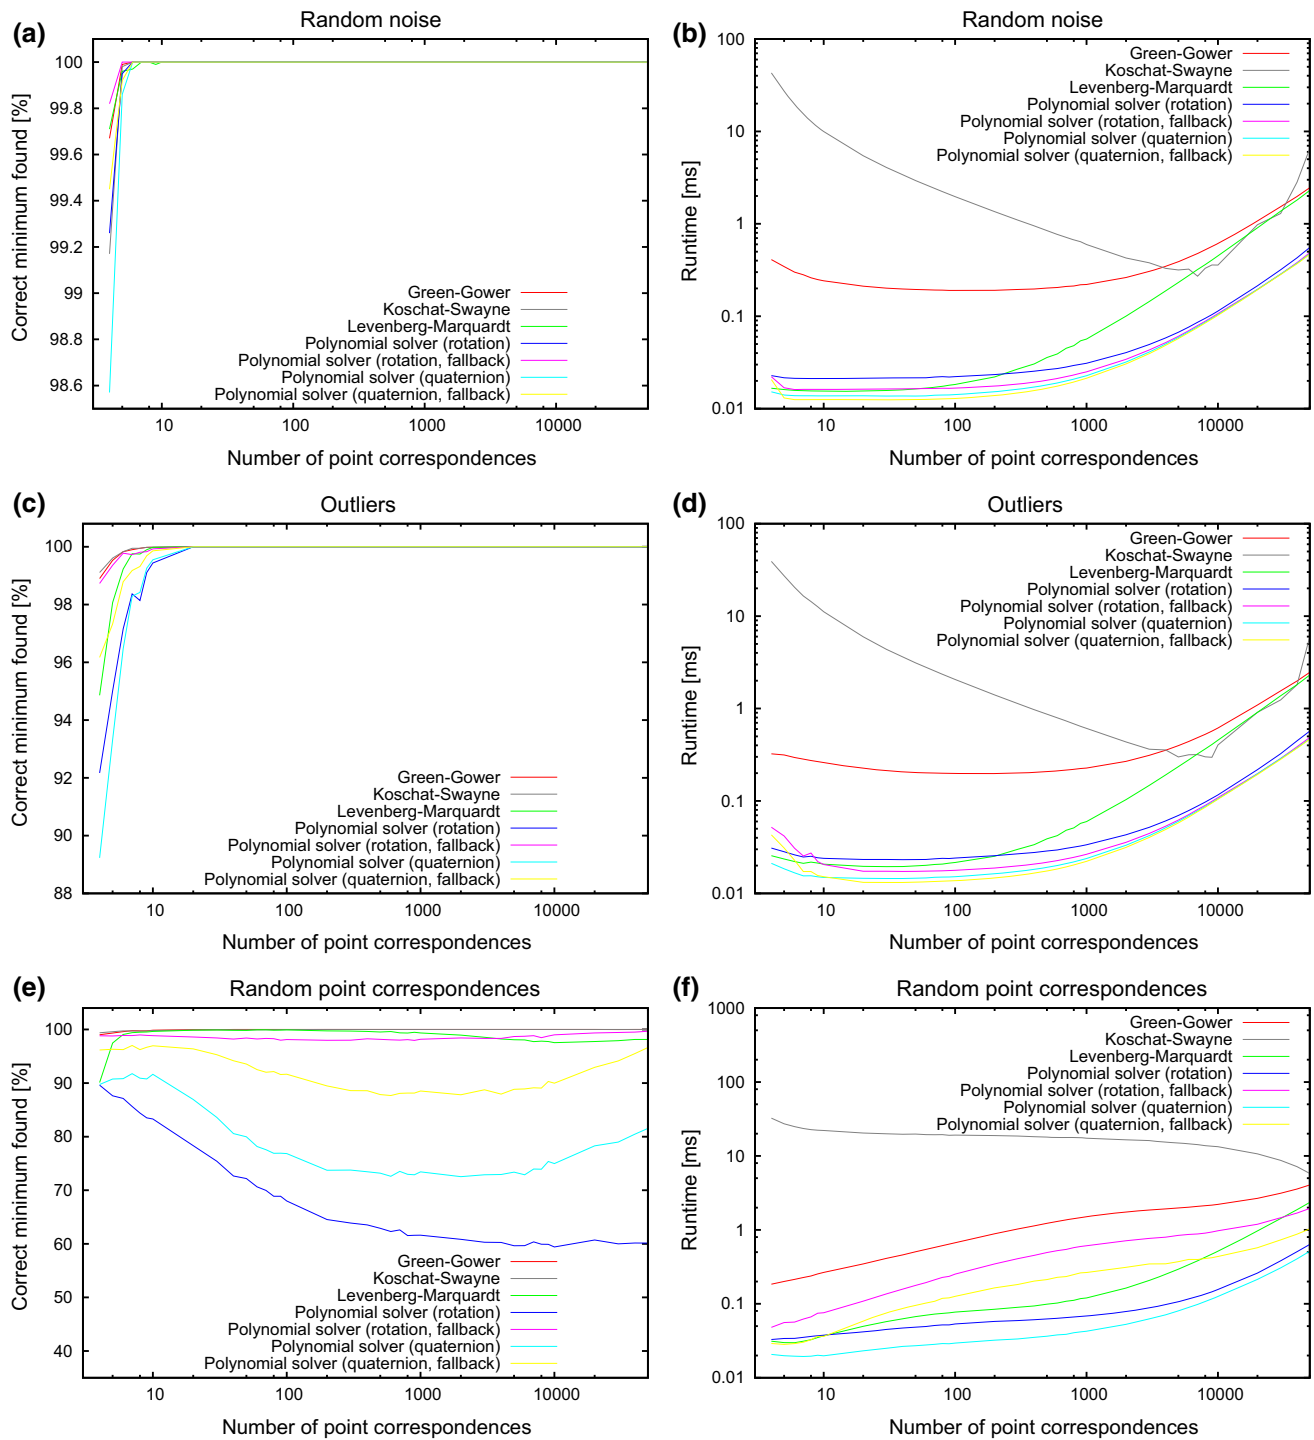 (a)
Random noise
Correct minimum found [%]
100
99.8
99.6
99.4
99.2
99
98.8
98.6
Green-Gower
Koschat-Swayne
Levenberg-Marquardt
Polynomial solver (rotation)
Polynomial solver (rotation, fallback)
Polynomial solver (quaternion)
Polynomial solver (quaternion, fallback)
10
100
1000
10000
Number of point correspondences
(b)
Random noise
Runtime [ms]
100
10
1
0.1
0.01
Green-Gower
Koschat-Swayne
Levenberg-Marquardt
Polynomial solver (rotation)
Polynomial solver (rotation, fallback)
Polynomial solver (quaternion)
Polynomial solver (quaternion, fallback)
10
100
1000
10000
Number of point correspondences
(c)
Outliers
Correct minimum found [%]
100
98
96
94
92
90
88
Green-Gower
Koschat-Swayne
Levenberg-Marquardt
Polynomial solver (rotation)
Polynomial solver (rotation, fallback)
Polynomial solver (quaternion)
Polynomial solver (quaternion, fallback)
10
100
1000
10000
Number of point correspondences
(d)
Outliers
Runtime [ms]
100
10
1
0.1
0.01
Green-Gower
Koschat-Swayne
Levenberg-Marquardt
Polynomial solver (rotation)
Polynomial solver (rotation, fallback)
Polynomial solver (quaternion)
Polynomial solver (quaternion, fallback)
10
100
1000
10000
Number of point correspondences
(e)
Random point correspondences
Correct minimum found [%]
100
90
80
70
60
50
40
Green-Gower
Koschat-Swayne
Levenberg-Marquardt
Polynomial solver (rotation)
Polynomial solver (rotation, fallback)
Polynomial solver (quaternion)
Polynomial solver (quaternion, fallback)
10
100
1000
10000
Number of point correspondences
(f)
Random point correspondences
Runtime [ms]
1000
100
10
1
0.1
0.01
Green-Gower
Koschat-Swayne
Levenberg-Marquardt
Polynomial solver (rotation)
Polynomial solver (rotation, fallback)
Polynomial solver (quaternion)
Polynomial solver (quaternion, fallback)
10
100
1000
10000
Number of point correspondences